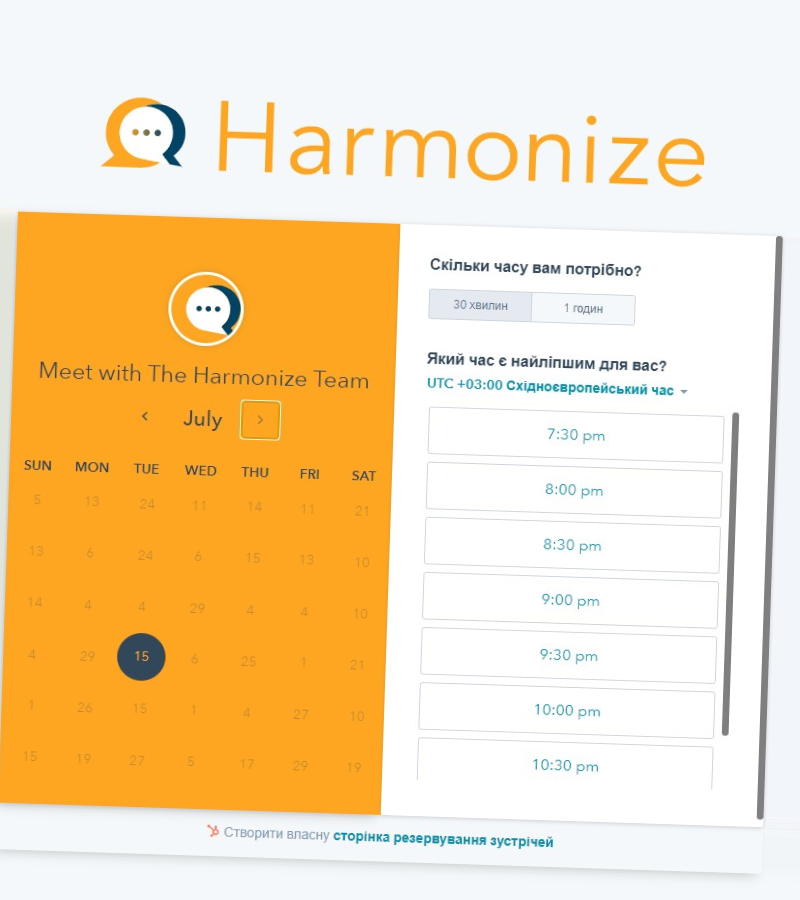 Harmonize
Meet with The Harmonize Team
July
SUN MON TUE WED THU FRI SAT
5 13 24 11 14 11 21
13 6 24 6 15 13 10
14 4 4 29 4 4 10
4 29 15 6 25 1 21
1 26 15 1 4 27 10
15 19 27 5 17 29 19
Скільки часу вам потрібно?
30 хвилин 1 годин
Який час є найліпшим для вас?
UTC +03:00 Східноєвропейський час
7:30 pm
8:00 pm
8:30 pm
9:00 pm
9:30 pm
10:00 pm
10:30 pm
Створити власну сторінка резервування зустрічей